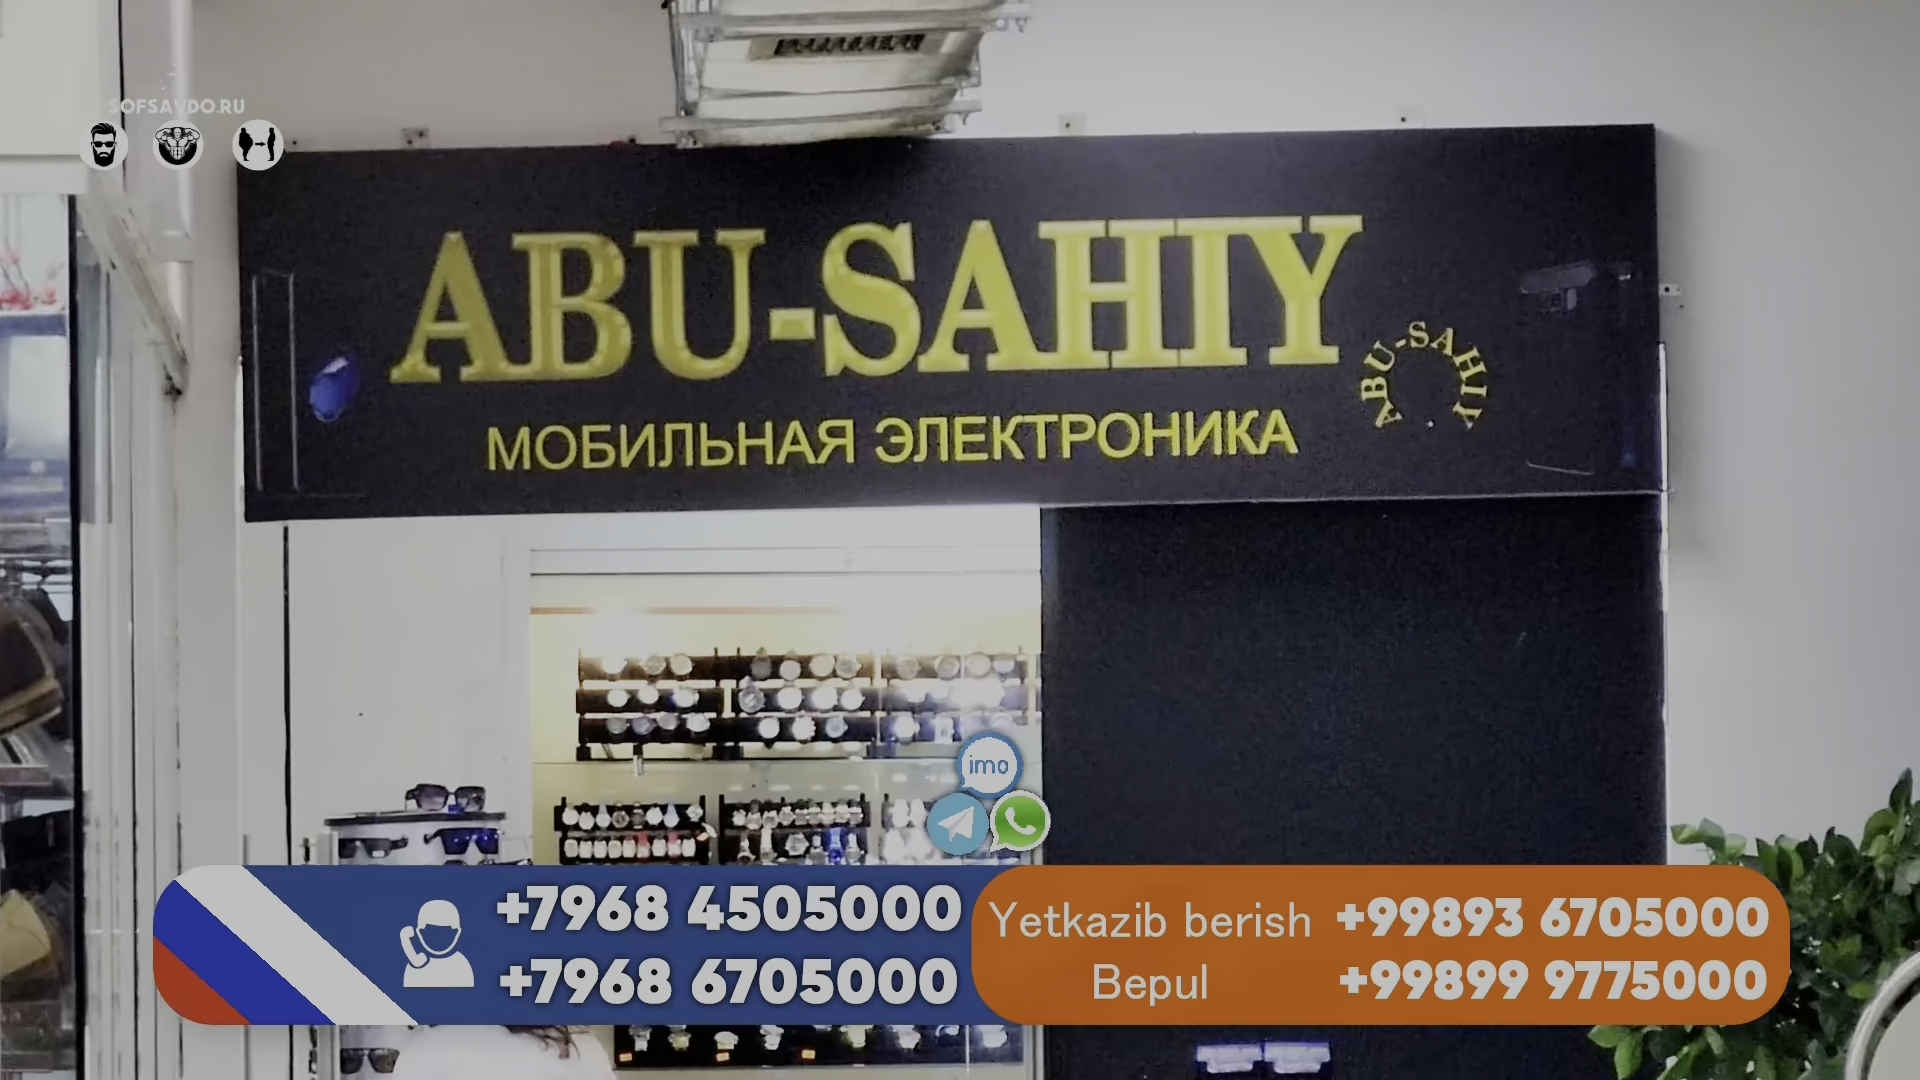 SOFSAVDO.RU
ABU-SAHIY
ABU-SAHIY
МОБИЛЬНАЯ ЭЛЕКТРОНИКА
imo
+7968 4505000
+7968 6705000
Yetkazib berish +99893 6705000
Bepul +99899 9775000